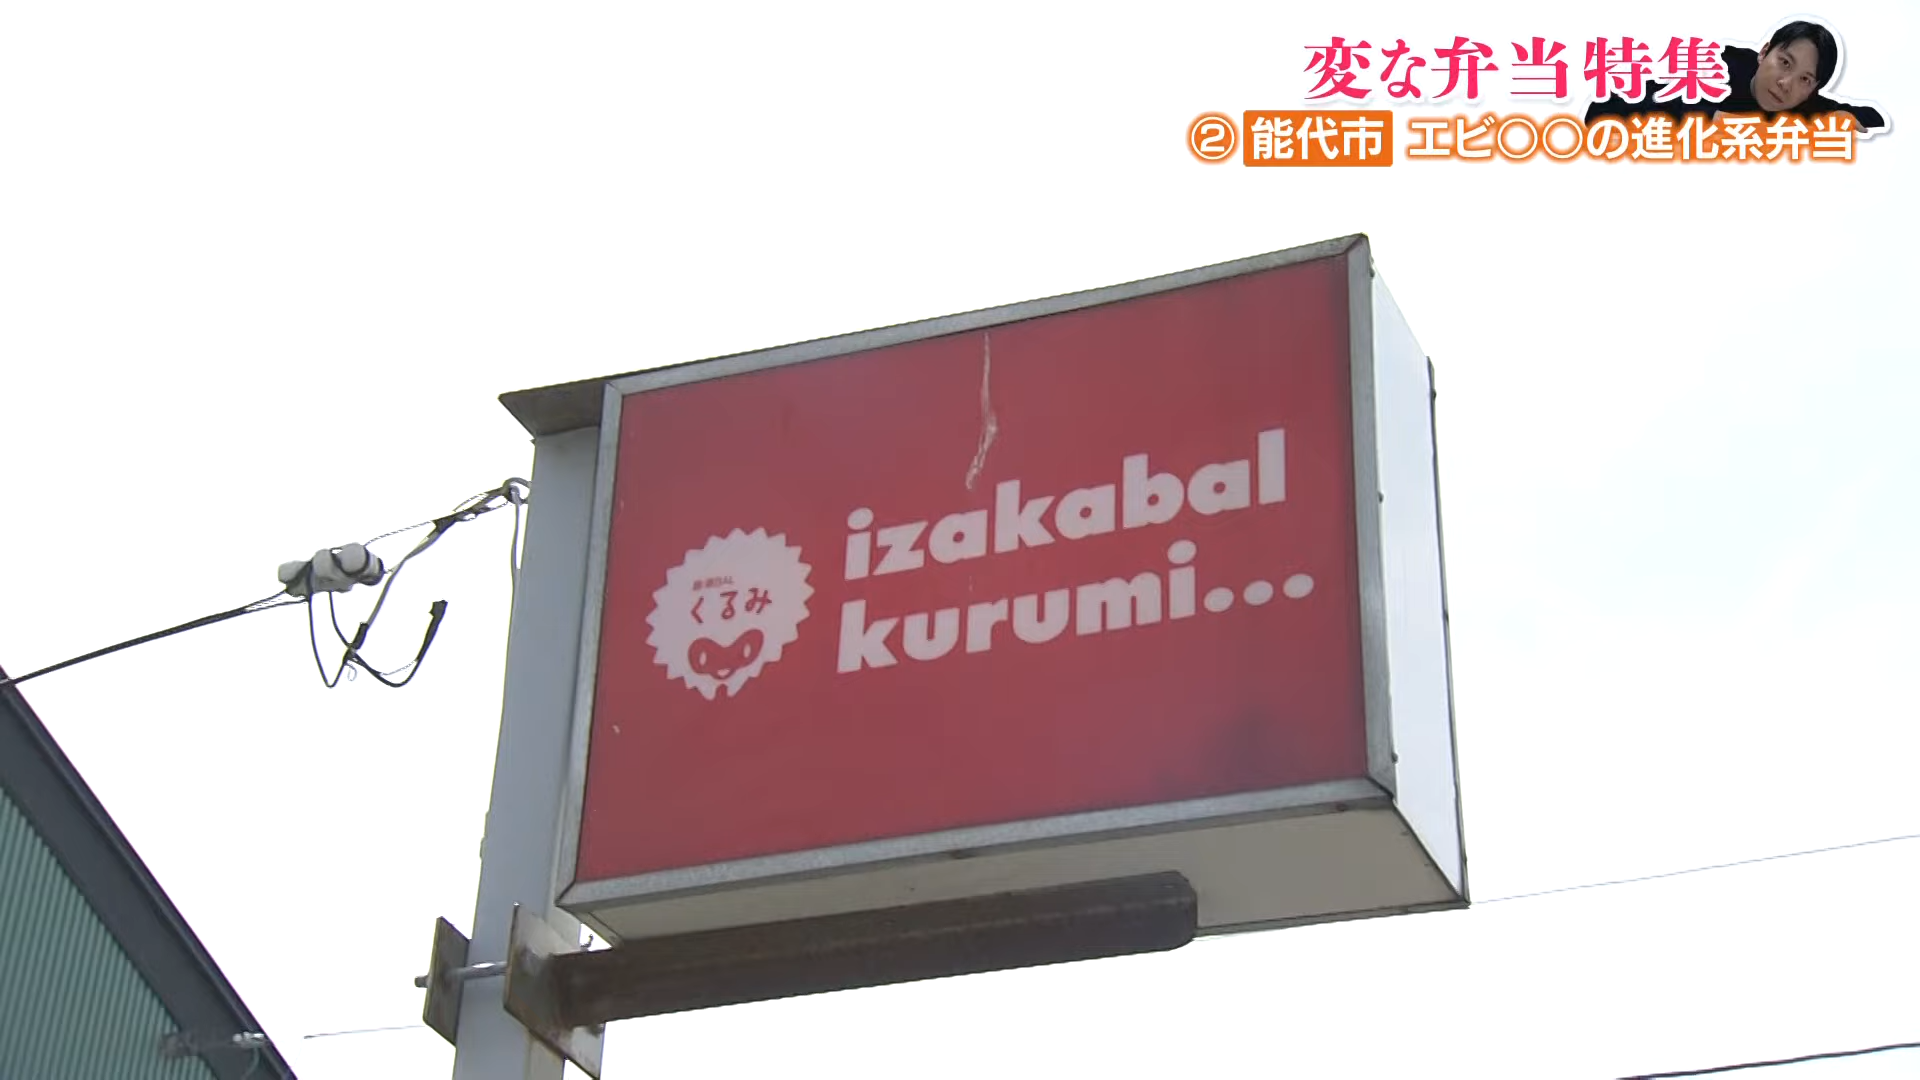 変な弁当特集
② 能代市 エビ〇〇の進化系弁当
izakabal
kurumi...
くるみ